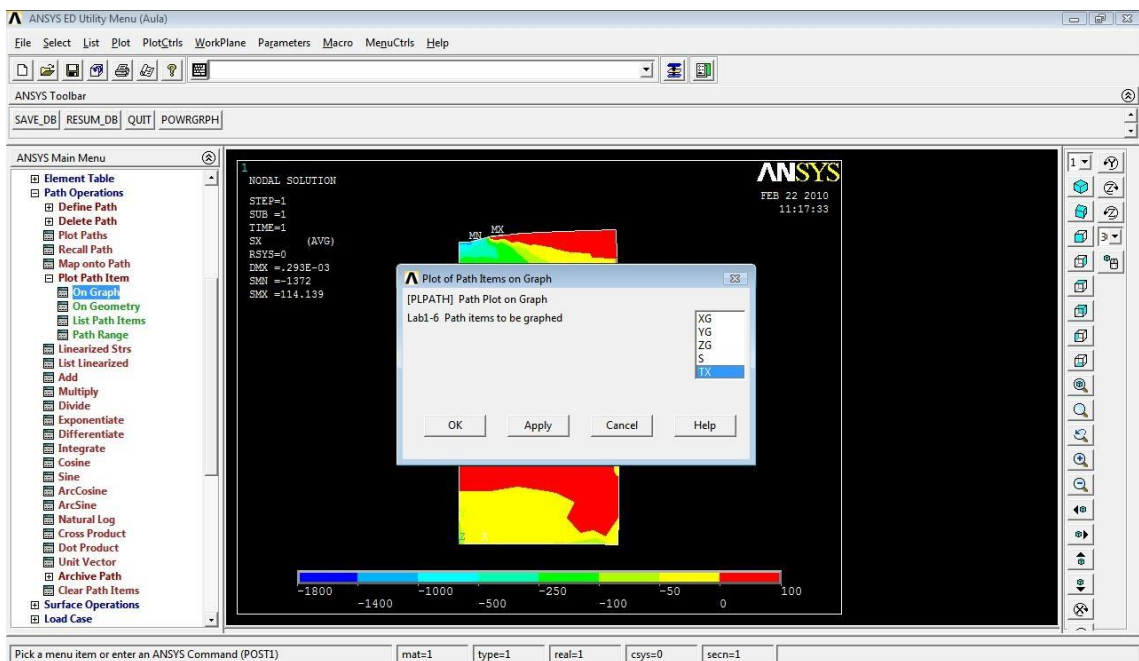 ANSYS ED Utility Menu (Aula)
File Select List Plot PlotCtrls WorkPlane Parameters Macro MenuCtrls Help
ANSYS Toolbar
SAVE_DB RESUM_DB QUIT POWRGRPH
ANSYS Main Menu
Element Table
Path Operations
Define Path
Delete Path
Plot Paths
Recall Path
Map onto Path
Plot Path Item
On Graph
On Geometry
List Path Items
Path Range
Linearized Strs
List Linearized
Add
Multiply
Divide
Exponentiate
Differentiate
Integrate
Cosine
Sine
ArcCosine
ArcSine
Natural Log
Cross Product
Dot Product
Unit Vector
Archive Path
Clear Path Items
Surface Operations
Load Case
1
NODAL SOLUTION
STEP=1
SUB =1
TIME=1
SX (AVG)
RSYS=0
DMX =.293E-03
SMN =-1372
SMX =114.139
ANSYS
FEB 22 2010
11:17:33
MN MX
Plot of Path Items on Graph
[PLPATH] Path Plot on Graph
Lab1-6 Path items to be graphed
XG
YG
ZG
S
TX
OK Apply Cancel Help
Z X
-1800 -1000 -250 -50 100
-1400 -500 -100 0
1
Pick a menu item or enter an ANSYS Command (POST1) mat=1 type=1 real=1 csys=0 secn=1